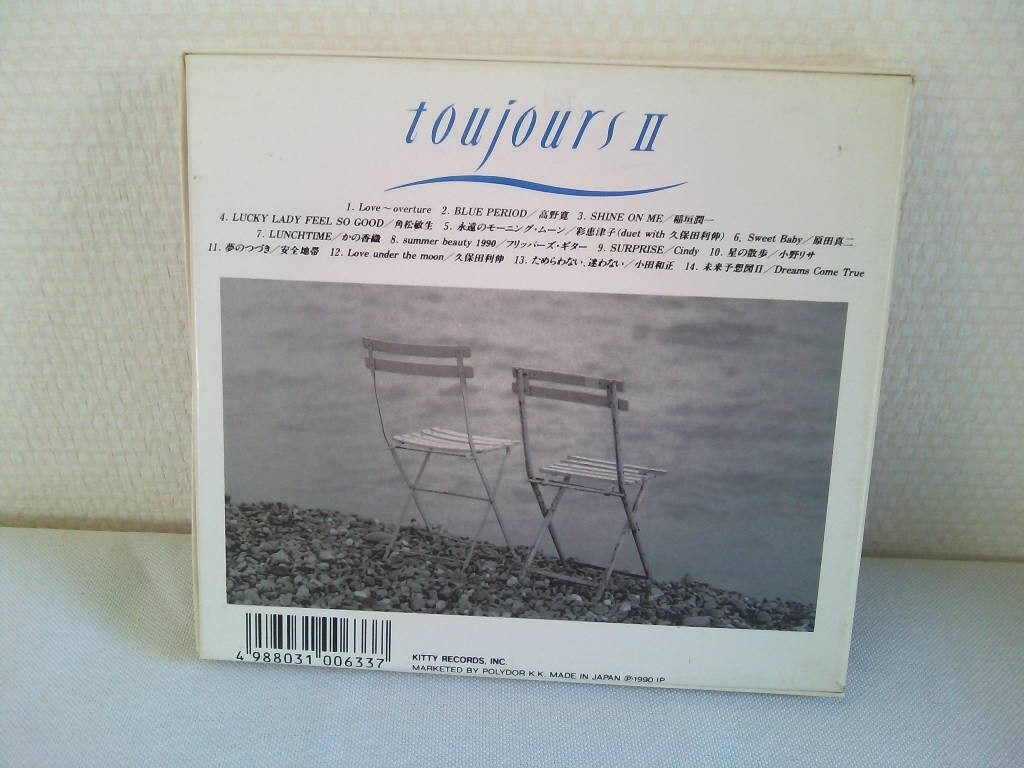 toujours II
1. Love～overture 2. BLUE PERIOD／高野寛 3. SHINE ON ME／稲垣潤一
4. LUCKY LADY FEEL SO GOOD／角松敏生 5. 永遠のモーニング・ムーン／彩恵津子(duet with 久保田利伸) 6. Sweet Baby／原田真二
7. LUNCHTIME／かの香織 8. summer beauty 1990／フリッパーズ・ギター 9. SURPRISE／Cindy 10. 星の散歩／小野リサ
11. 夢のつづき／安全地帯 12. Love under the moon／久保田利伸 13. ためらわない、迷わない／小田和正 14. 未来予想図II／Dreams Come True
4 988031 006337
KITTY RECORDS, INC.
MARKETED BY POLYDOR K.K. MADE IN JAPAN Ⓟ1990 IP